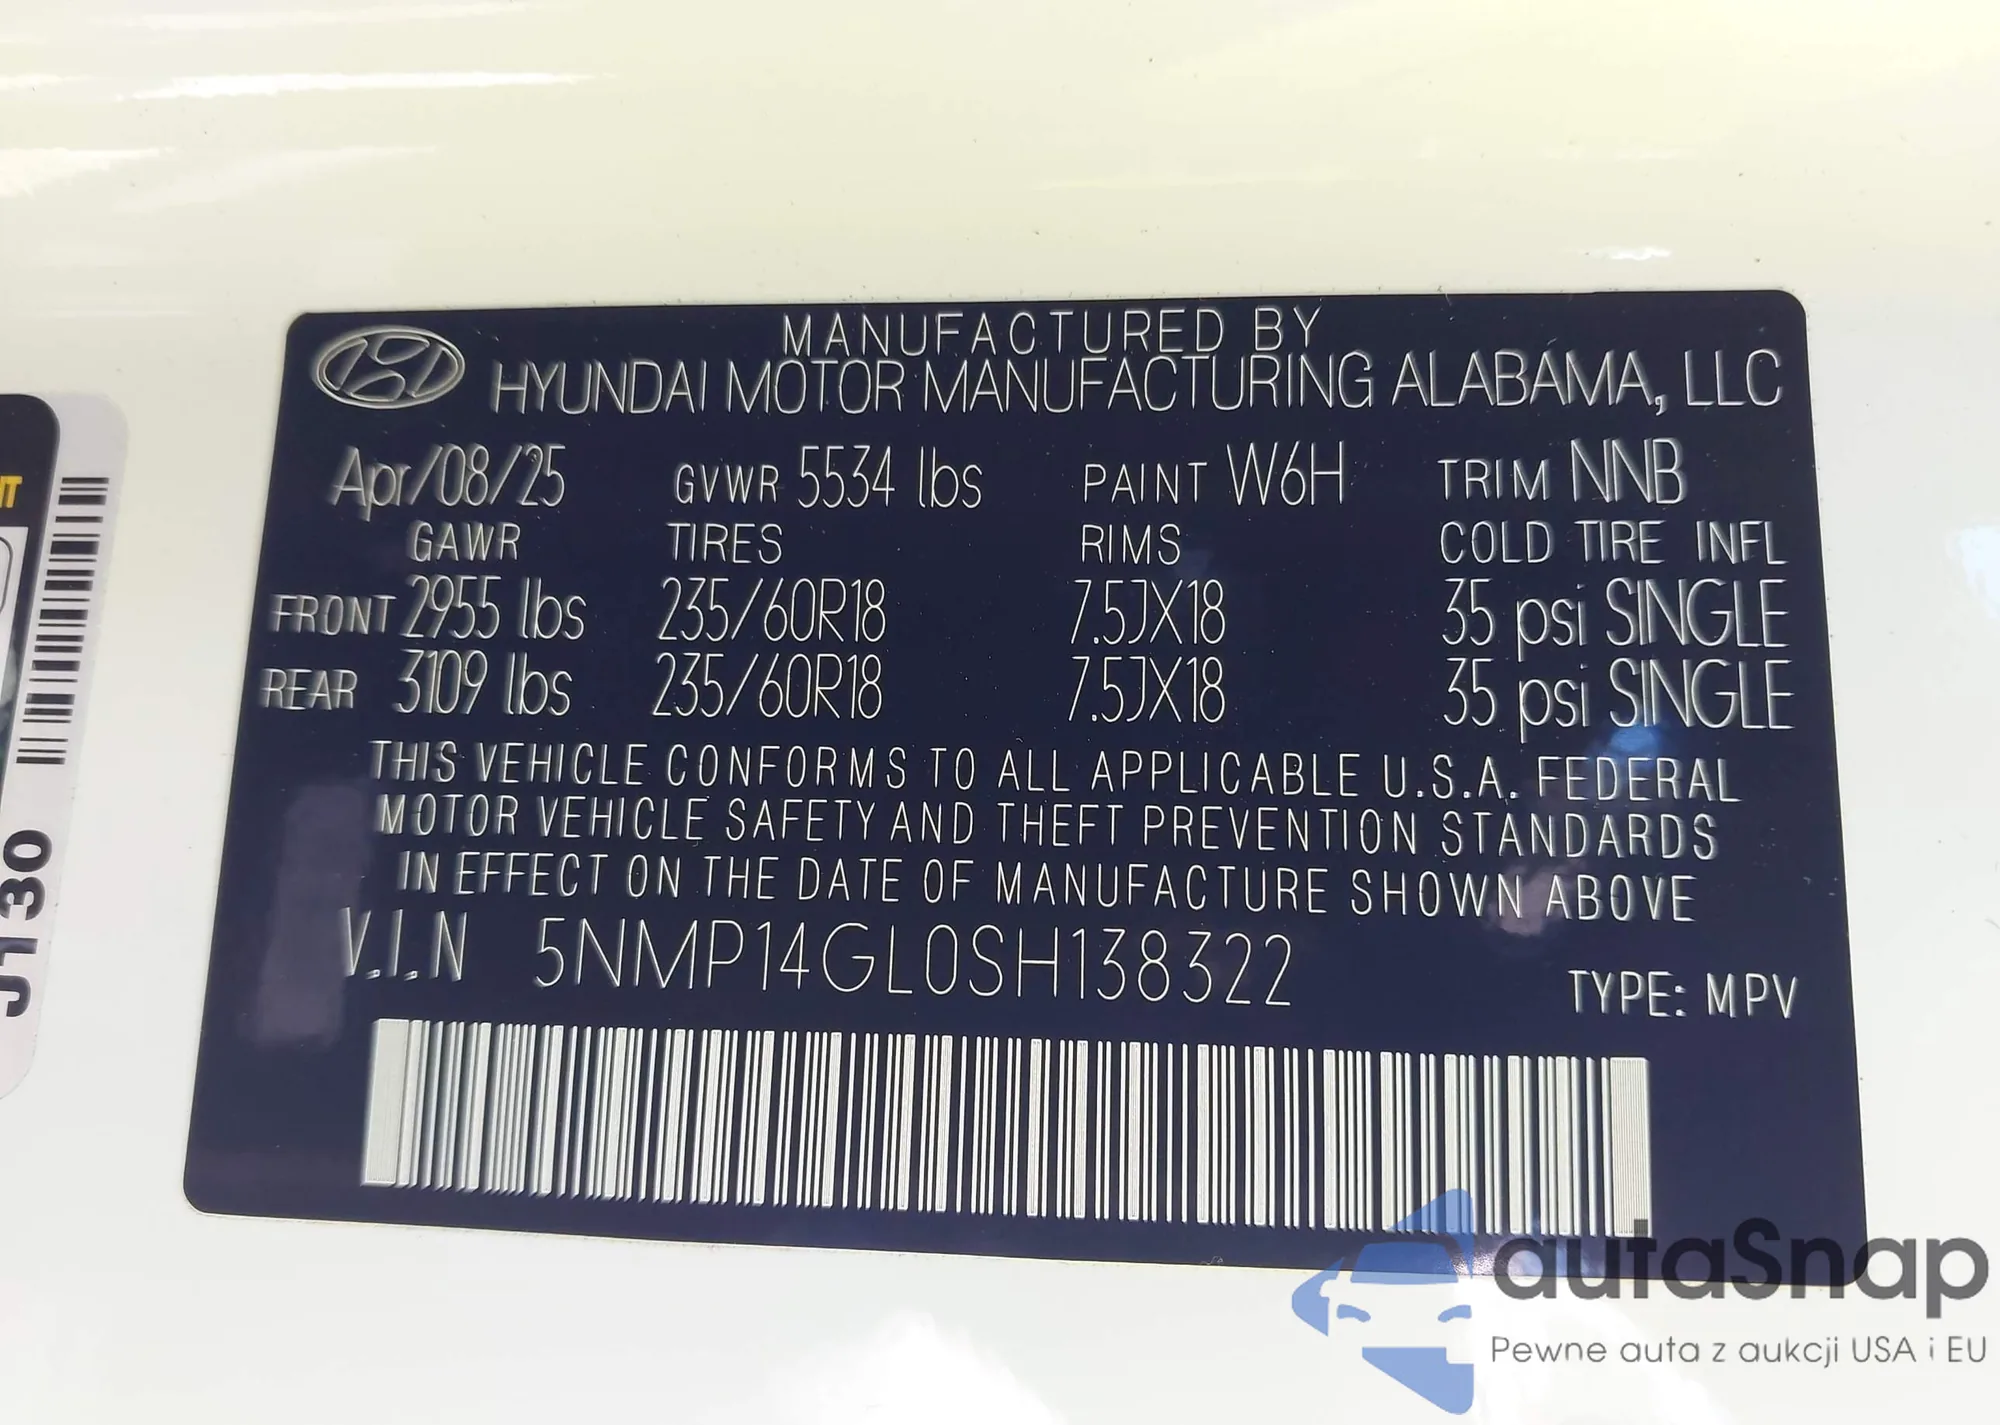 MANUFACTURED BY
HYUNDAI MOTOR MANUFACTURING ALABAMA, LLC
Apr/08/25 GVWR 5534 lbs PAINT W6H TRIM NNB
GAWR TIRES RIMS COLD TIRE INFL
FRONT 2955 lbs 235/60R18 7.5JX18 35 psi SINGLE
REAR 3109 lbs 235/60R18 7.5JX18 35 psi SINGLE
THIS VEHICLE CONFORMS TO ALL APPLICABLE U.S.A. FEDERAL
MOTOR VEHICLE SAFETY AND THEFT PREVENTION STANDARDS
IN EFFECT ON THE DATE OF MANUFACTURE SHOWN ABOVE
V.I.N 5NMP14GL0SH138322 TYPE: MPV
J130
autaSnap
Pewne auta z aukcji USA i EU